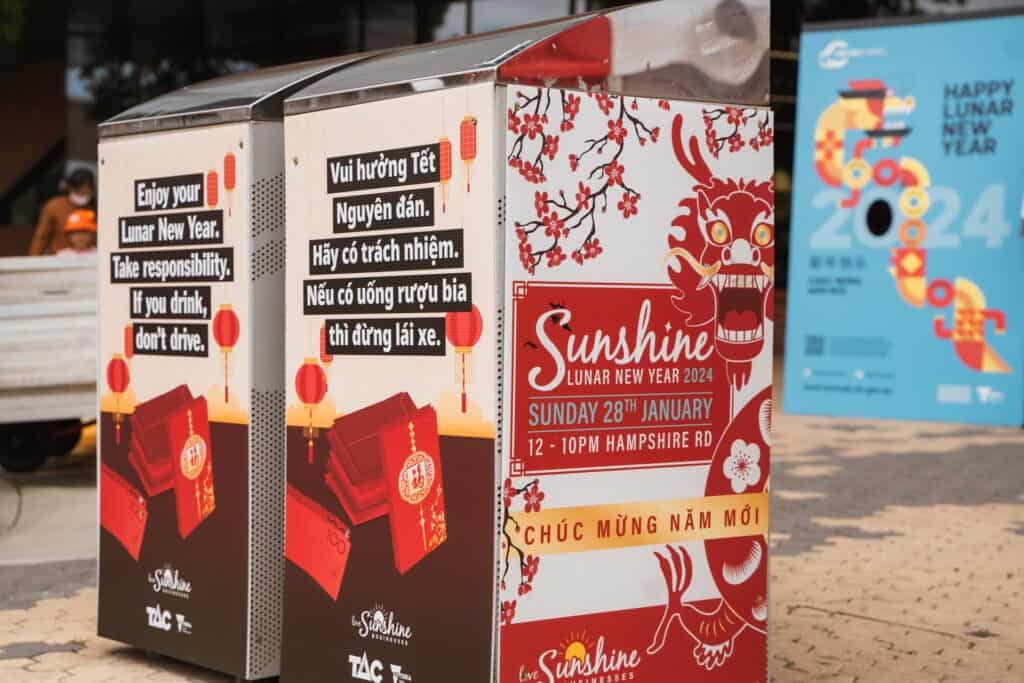 Enjoy your
Lunar New Year.
Take responsibility.
If you drink,
don't drive.
love
Sunshine
BUSINESSES
TAC
Vui hưởng Tết
Nguyên đán.
Hãy có trách nhiệm.
Nếu có uống rượu bia
thì đừng lái xe.
love
Sunshine
BUSINESSES
TAC
Sunshine
LUNAR NEW YEAR 2024
SUNDAY 28TH JANUARY
12 - 10PM HAMPSHIRE RD
CHÚC MỪNG NĂM MỚI
love
Sunshine
BUSINESSES
HAPPY
LUNAR
NEW
YEAR
2024